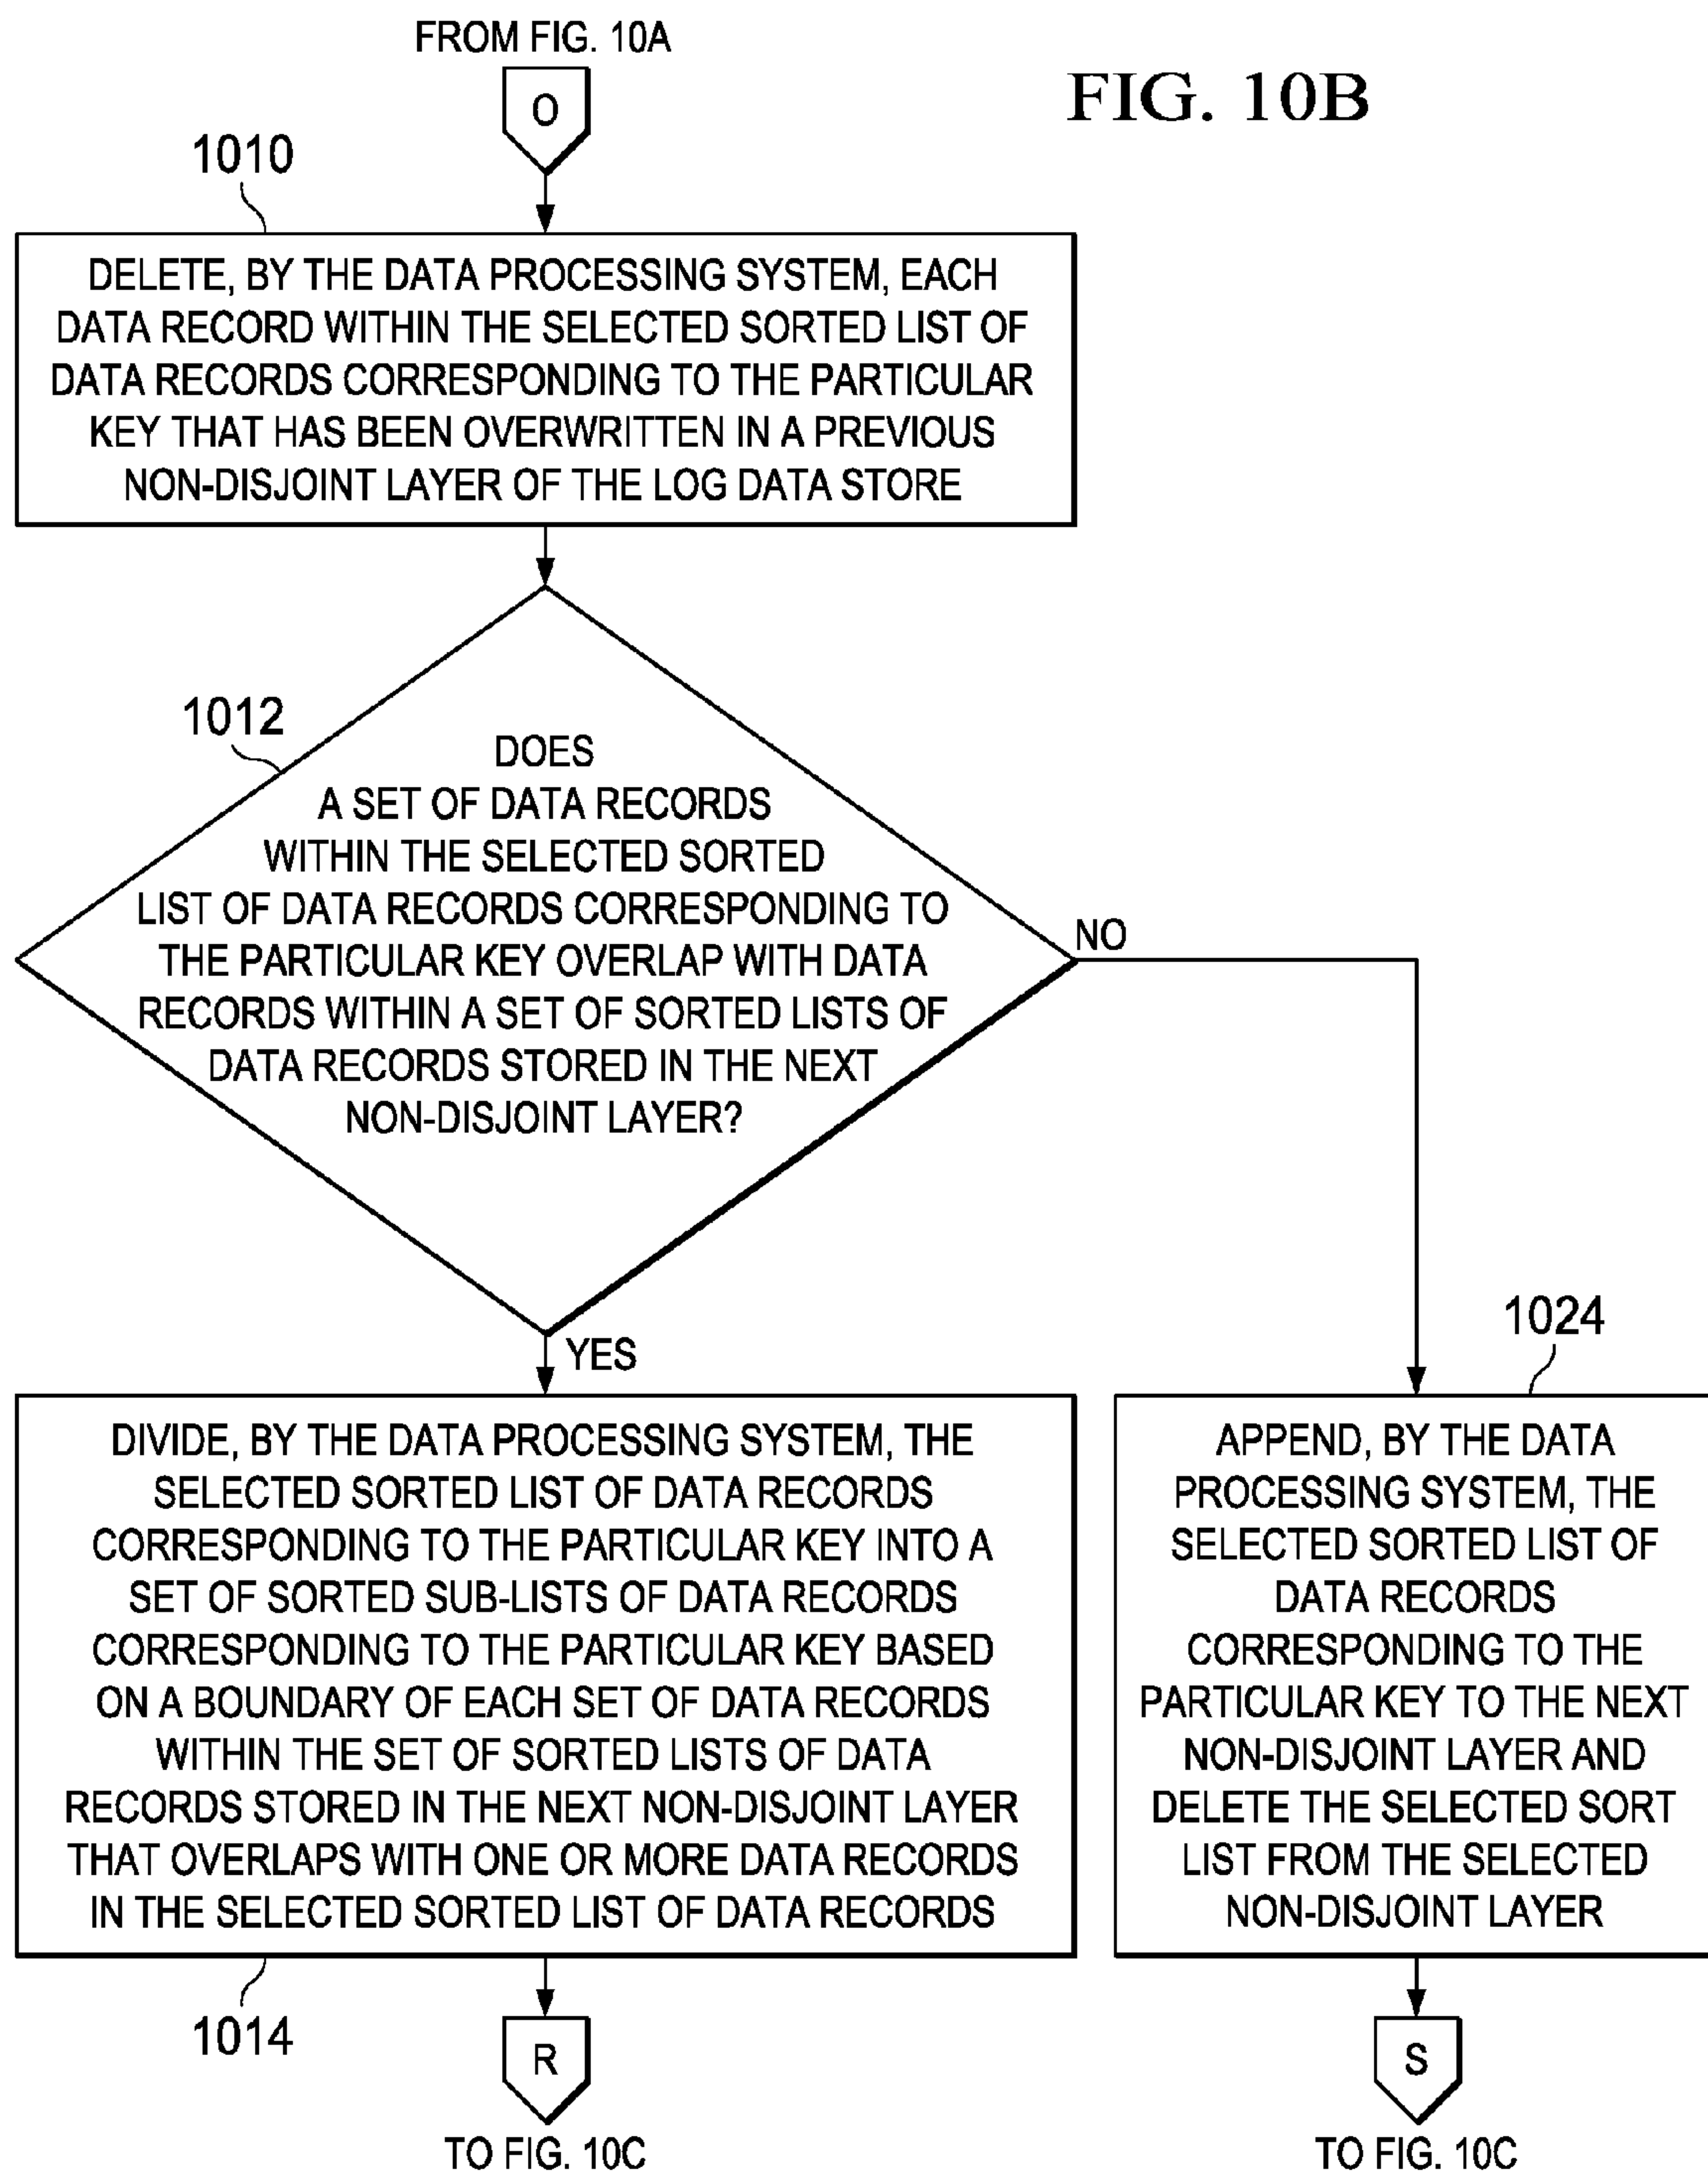 FROM FIG. 10A
FIG. 10B
O
1010
DELETE, BY THE DATA PROCESSING SYSTEM, EACH
DATA RECORD WITHIN THE SELECTED SORTED LIST OF
DATA RECORDS CORRESPONDING TO THE PARTICULAR
KEY THAT HAS BEEN OVERWRITTEN IN A PREVIOUS
NON-DISJOINT LAYER OF THE LOG DATA STORE
1012
DOES
A SET OF DATA RECORDS
WITHIN THE SELECTED SORTED
LIST OF DATA RECORDS CORRESPONDING TO
THE PARTICULAR KEY OVERLAP WITH DATA
RECORDS WITHIN A SET OF SORTED LISTS OF
DATA RECORDS STORED IN THE NEXT
NON-DISJOINT LAYER?
NO
YES
DIVIDE, BY THE DATA PROCESSING SYSTEM, THE
SELECTED SORTED LIST OF DATA RECORDS
CORRESPONDING TO THE PARTICULAR KEY INTO A
SET OF SORTED SUB-LISTS OF DATA RECORDS
CORRESPONDING TO THE PARTICULAR KEY BASED
ON A BOUNDARY OF EACH SET OF DATA RECORDS
WITHIN THE SET OF SORTED LISTS OF DATA
RECORDS STORED IN THE NEXT NON-DISJOINT LAYER
THAT OVERLAPS WITH ONE OR MORE DATA RECORDS
IN THE SELECTED SORTED LIST OF DATA RECORDS
1014
R
TO FIG. 10C
1024
APPEND, BY THE DATA
PROCESSING SYSTEM, THE
SELECTED SORTED LIST OF
DATA RECORDS
CORRESPONDING TO THE
PARTICULAR KEY TO THE NEXT
NON-DISJOINT LAYER AND
DELETE THE SELECTED SORT
LIST FROM THE SELECTED
NON-DISJOINT LAYER
S
TO FIG. 10C